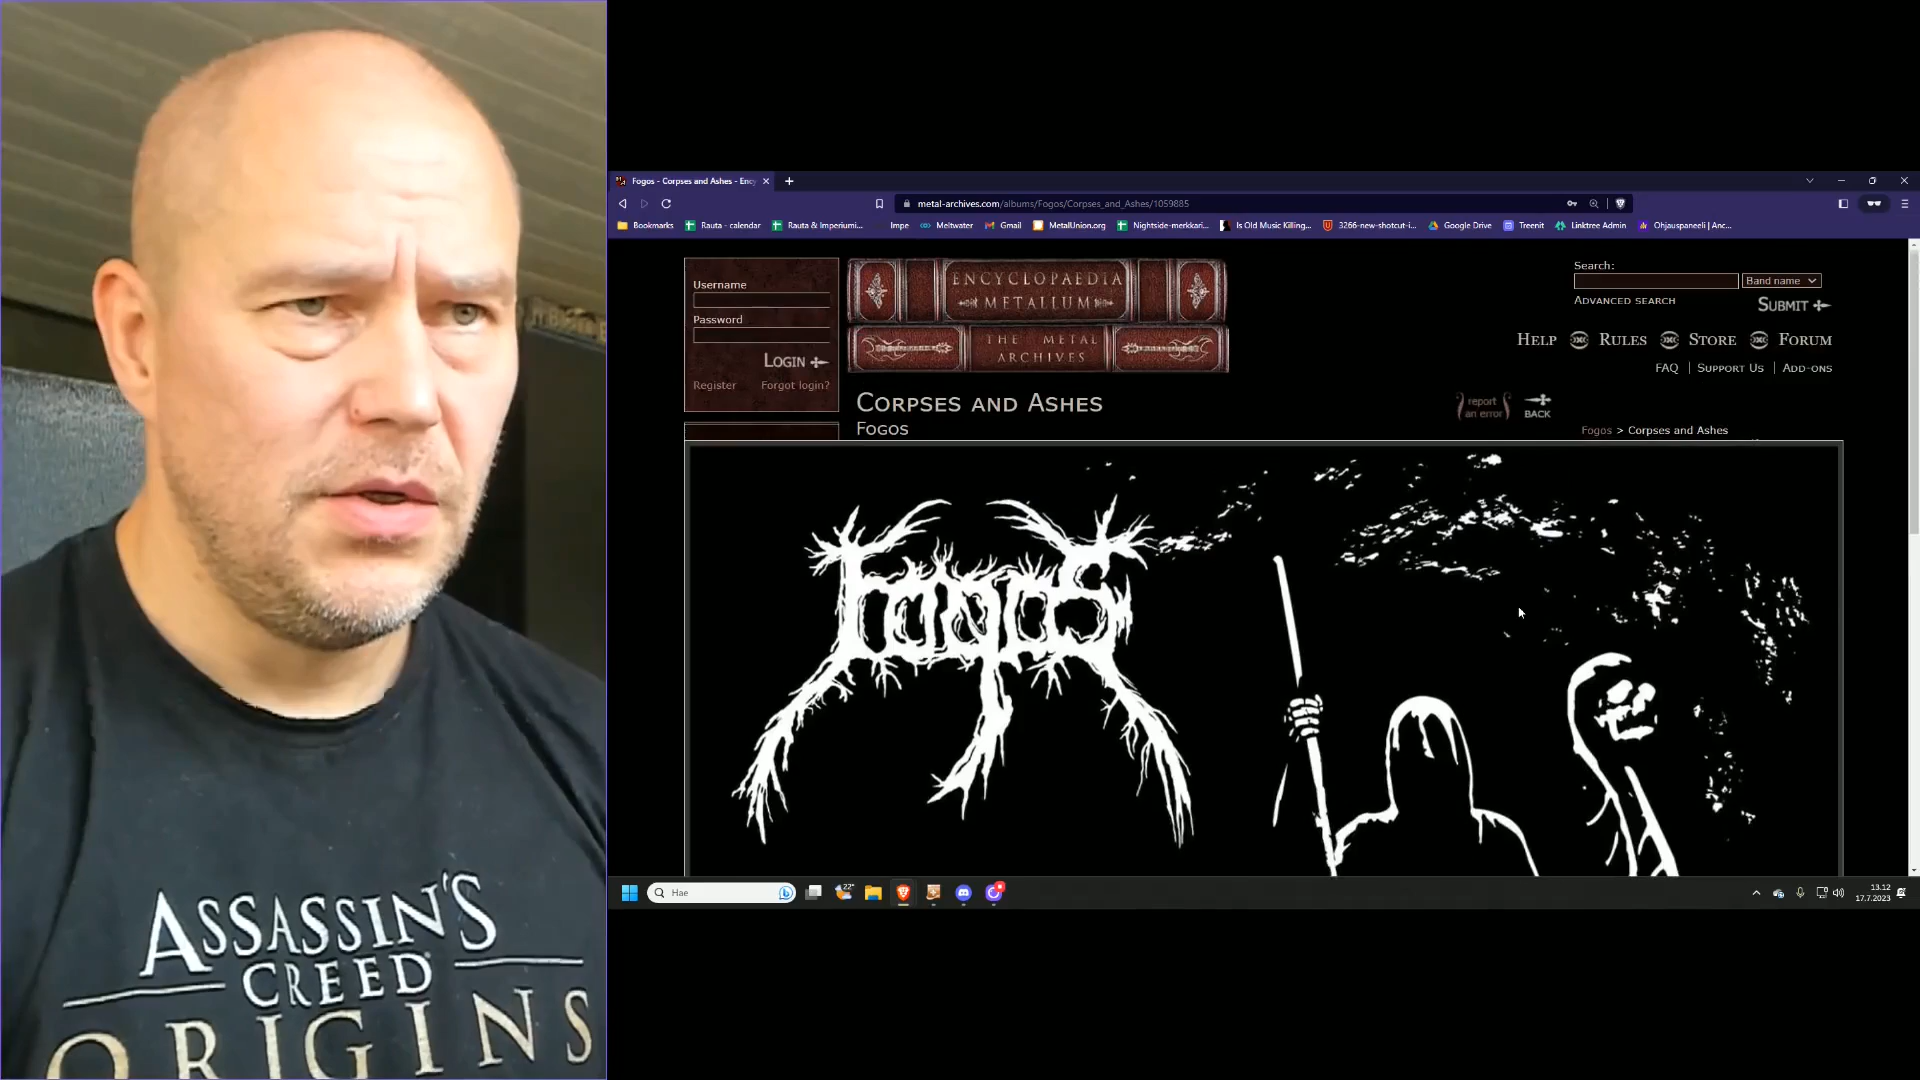 ASSASSIN'S
CREED
ORIGINS
Fogos - Corpses and Ashes - Ency
metal-archives.com/albums/Fogos/Corpses_and_Ashes/1059885
Bookmarks
Rauta - calendar
Rauta & Imperiumi...
Impe
Meltwater
Gmail
MetalUnion.org
Nightside-merkkari...
Is Old Music Killing...
3266-new-shotcut-i...
Google Drive
Treenit
Linktree Admin
Ohjauspaneeli | Anc...
Username
Password
LOGIN
Register
Forgot login?
ENCYCLOPAEDIA
METALLUM
THE METAL
ARCHIVES
Search:
Band name
ADVANCED SEARCH
SUBMIT
HELP
RULES
STORE
FORUM
FAQ | SUPPORT US | ADD-ONS
CORPSES AND ASHES
FOGOS
report
an error
BACK
Fogos > Corpses and Ashes
FOGOS
Hae
22°
13.12
17.7.2023